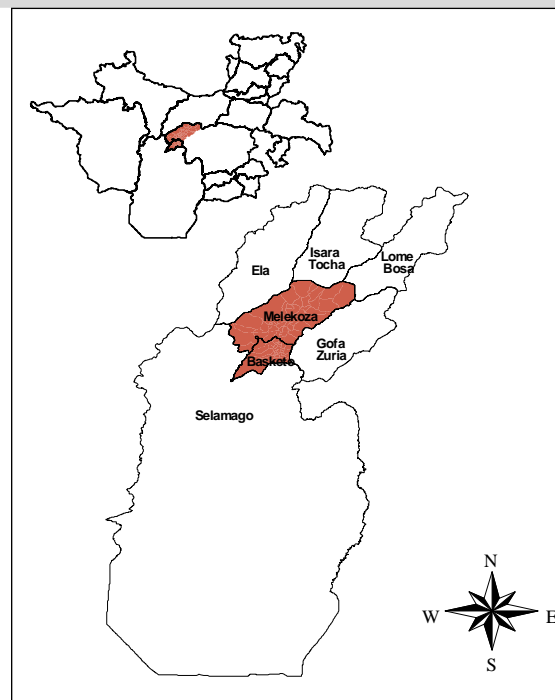 Ela
Isara
Tocha
Lome
Bosa
Melekoza
Gofa
Zuria
Basketo
Selamago
N
W
E
S